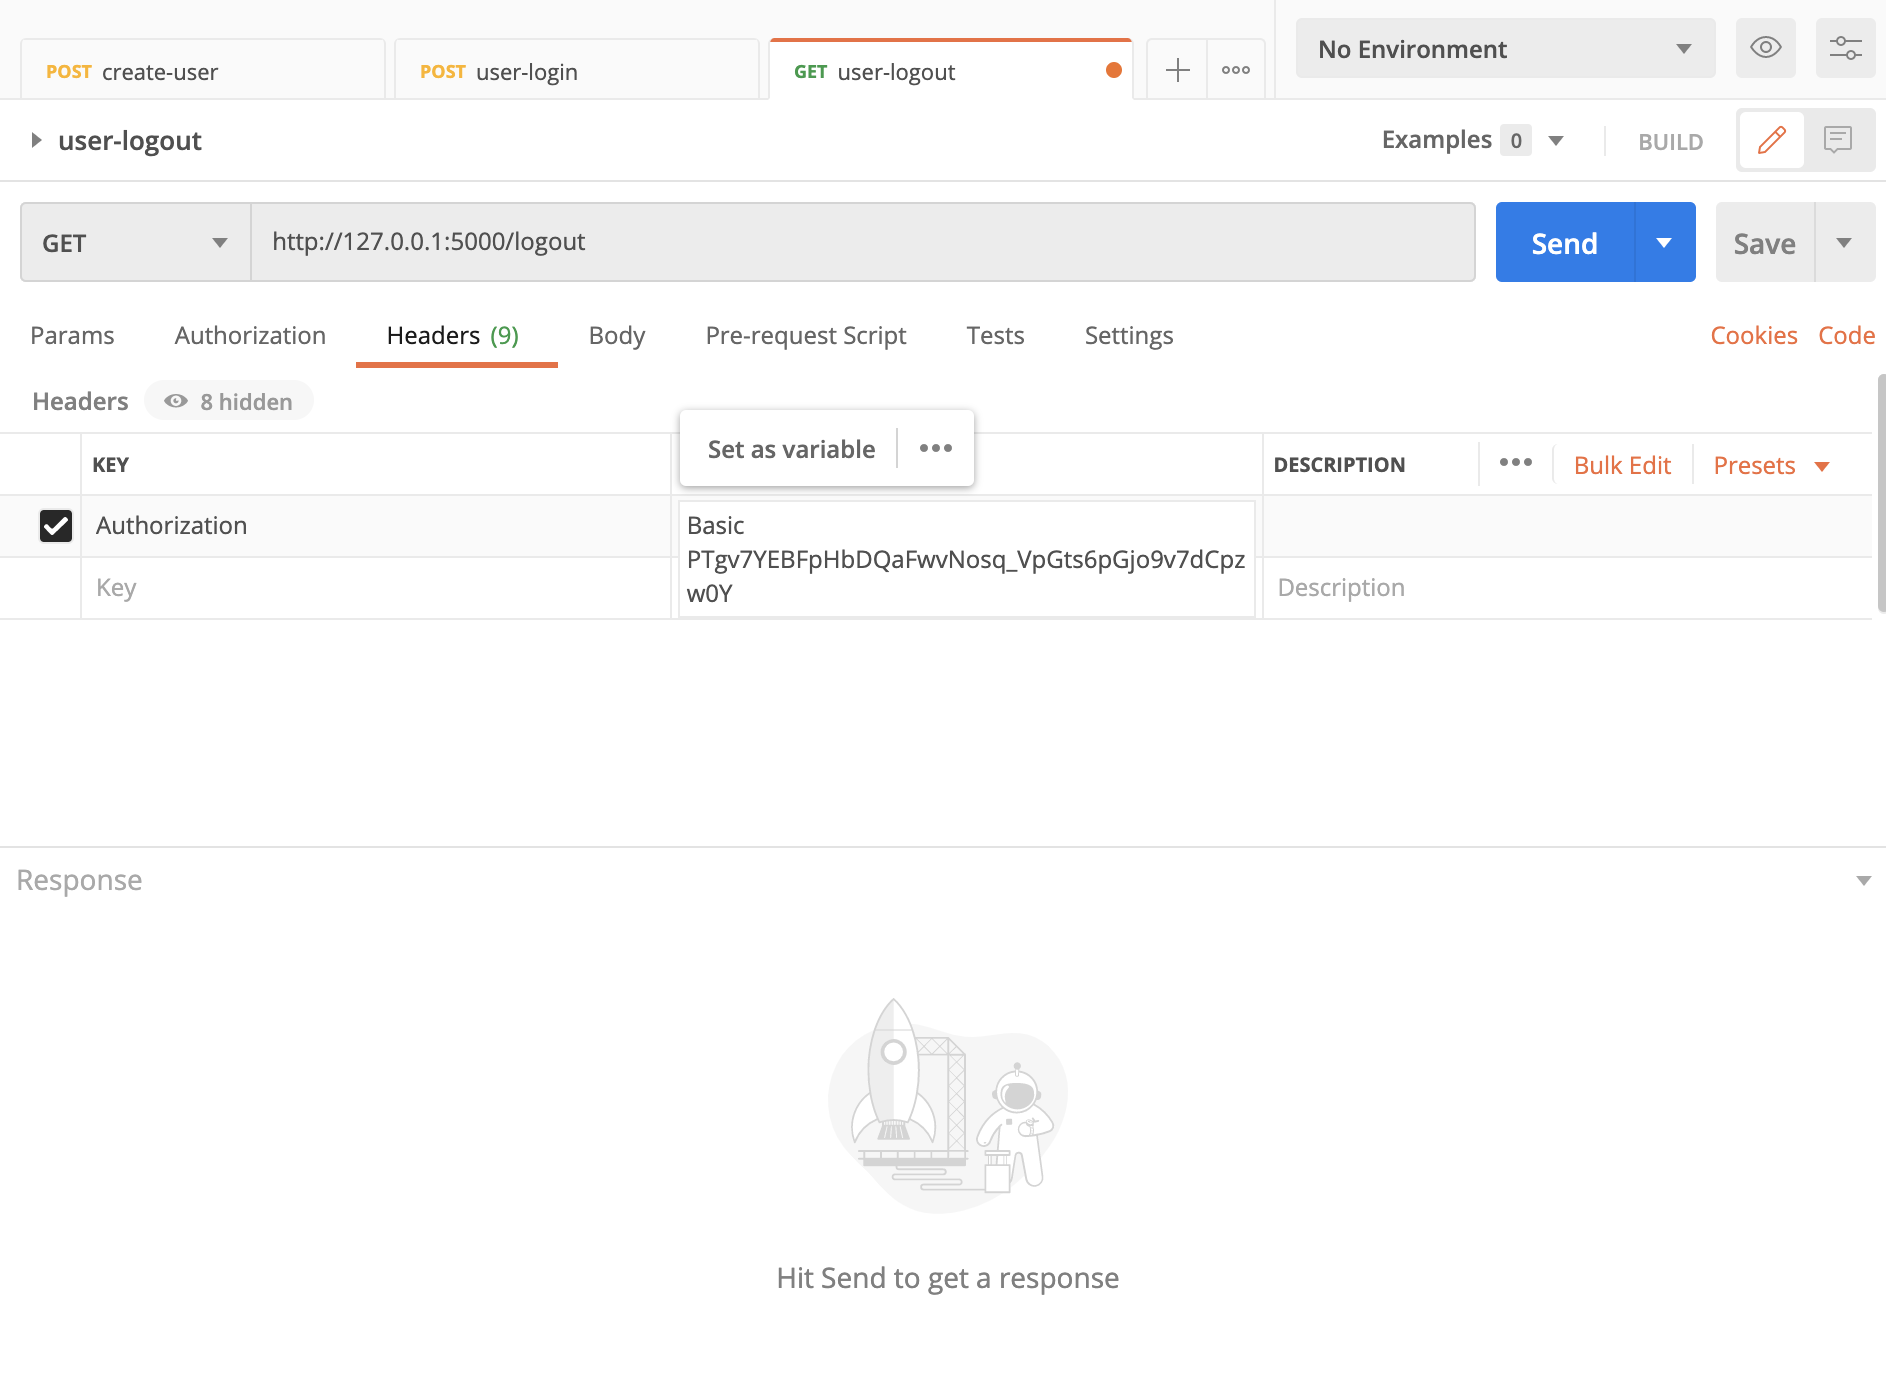 POST create-user
POST user-login
GET user-logout
No Environment
user-logout
Examples 0
BUILD
GET
http://127.0.0.1:5000/logout
Send
Save
Params
Authorization
Headers (9)
Body
Pre-request Script
Tests
Settings
Cookies
Code
Headers
8 hidden
Set as variable
KEY
DESCRIPTION
Bulk Edit
Presets
Authorization
Basic
PTgv7YEBFpHbDQaFwvNosq_VpGts6pGjo9v7dCpz
w0Y
Key
Description
Response
Hit Send to get a response